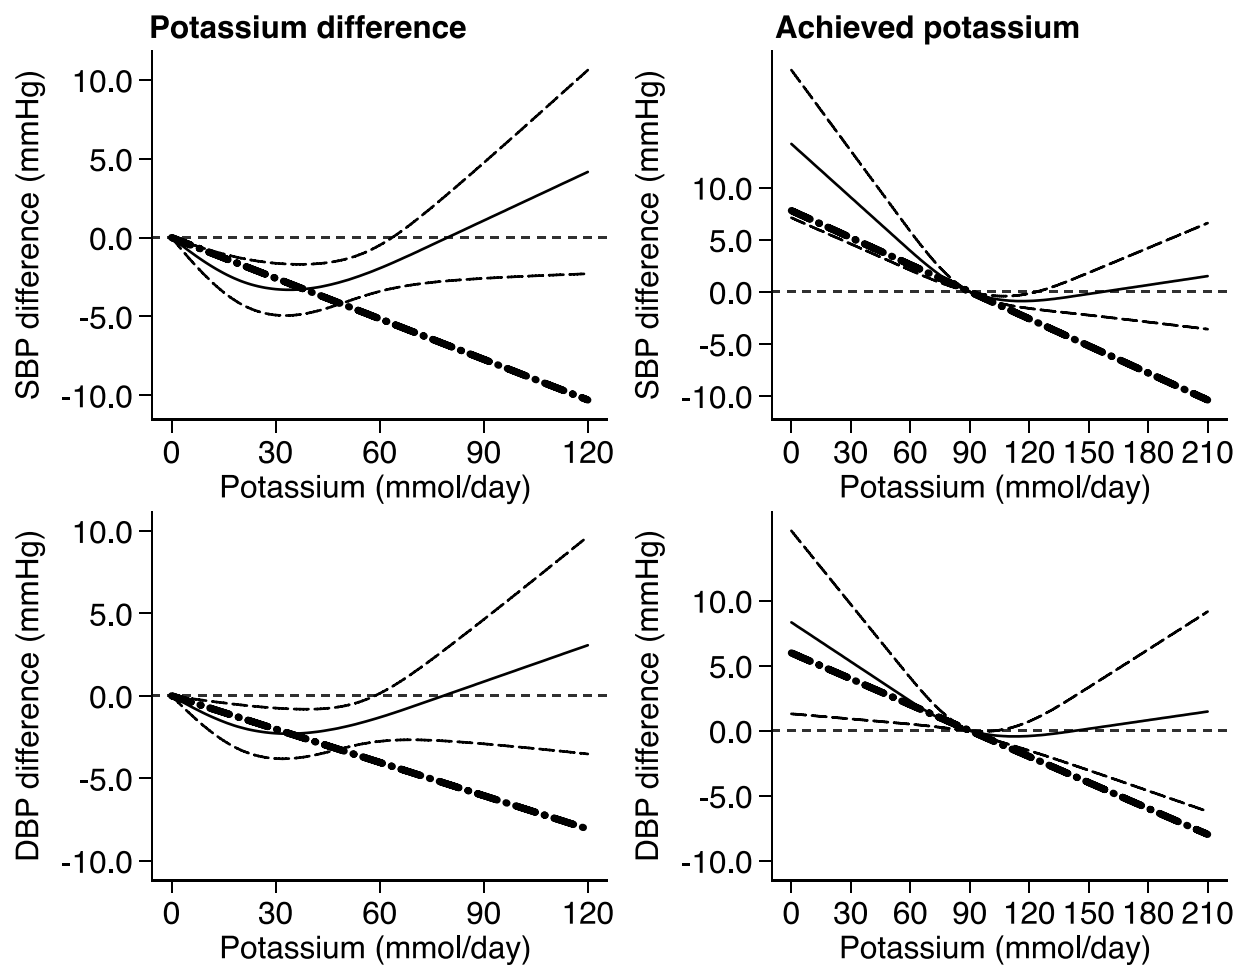 Potassium difference
SBP difference (mmHg)
10.0
5.0
0.0
-5.0
-10.0
0 30 60 90 120
Potassium (mmol/day)
Achieved potassium
SBP difference (mmHg)
10.0
5.0
0.0
-5.0
-10.0
0 30 60 90 120 150 180 210
Potassium (mmol/day)
DBP difference (mmHg)
10.0
5.0
0.0
-5.0
-10.0
0 30 60 90 120
Potassium (mmol/day)
DBP difference (mmHg)
10.0
5.0
0.0
-5.0
-10.0
0 30 60 90 120 150 180 210
Potassium (mmol/day)